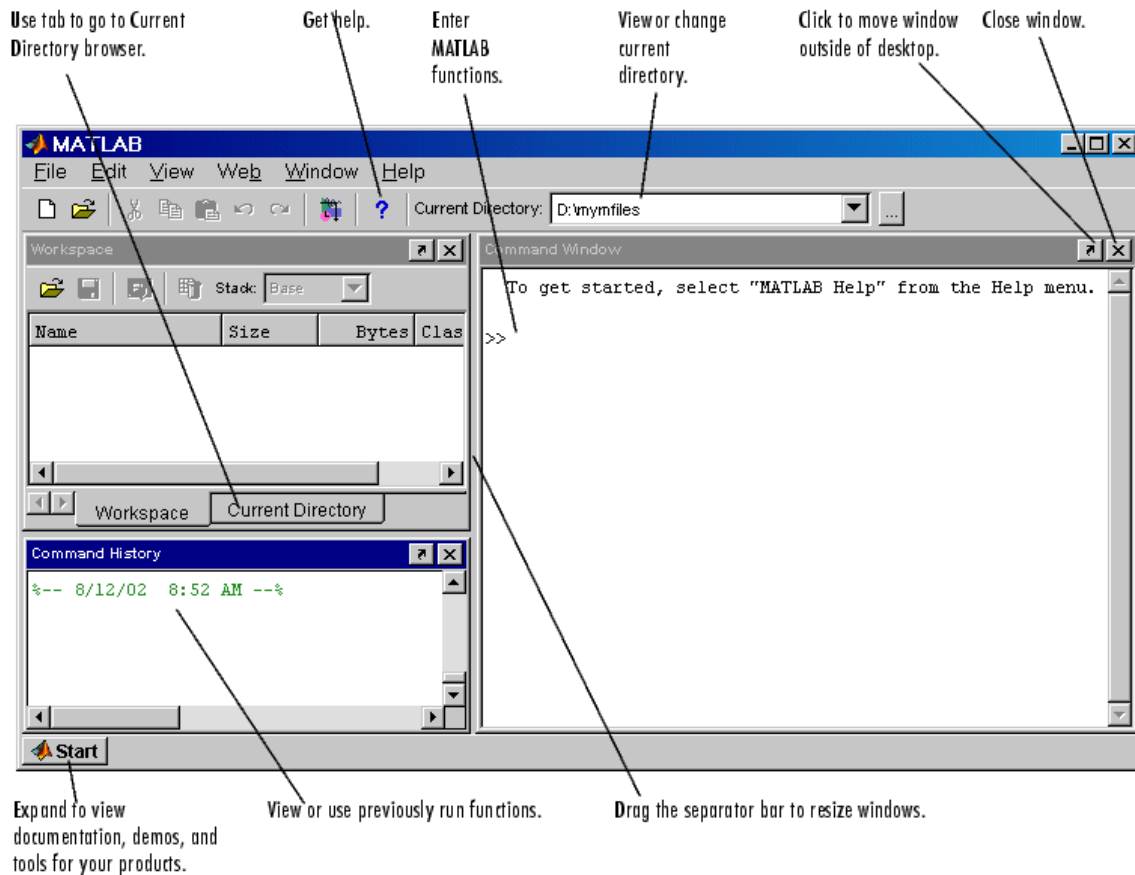 Use tab to go to Current
Directory browser.
Get help.
Enter
MATLAB
functions.
View or change
current
directory.
Click to move window
outside of desktop.
Close window.
MATLAB
File Edit View Web Window Help
? Current Directory: D:\mymfiles ...
Workspace
Stack: Base
Name Size Bytes Clas
Workspace Current Directory
Command History
%-- 8/12/02 8:52 AM --%
Command Window
To get started, select "MATLAB Help" from the Help menu.
>>
Start
Expand to view
documentation, demos, and
tools for your products.
View or use previously run functions.
Drag the separator bar to resize windows.